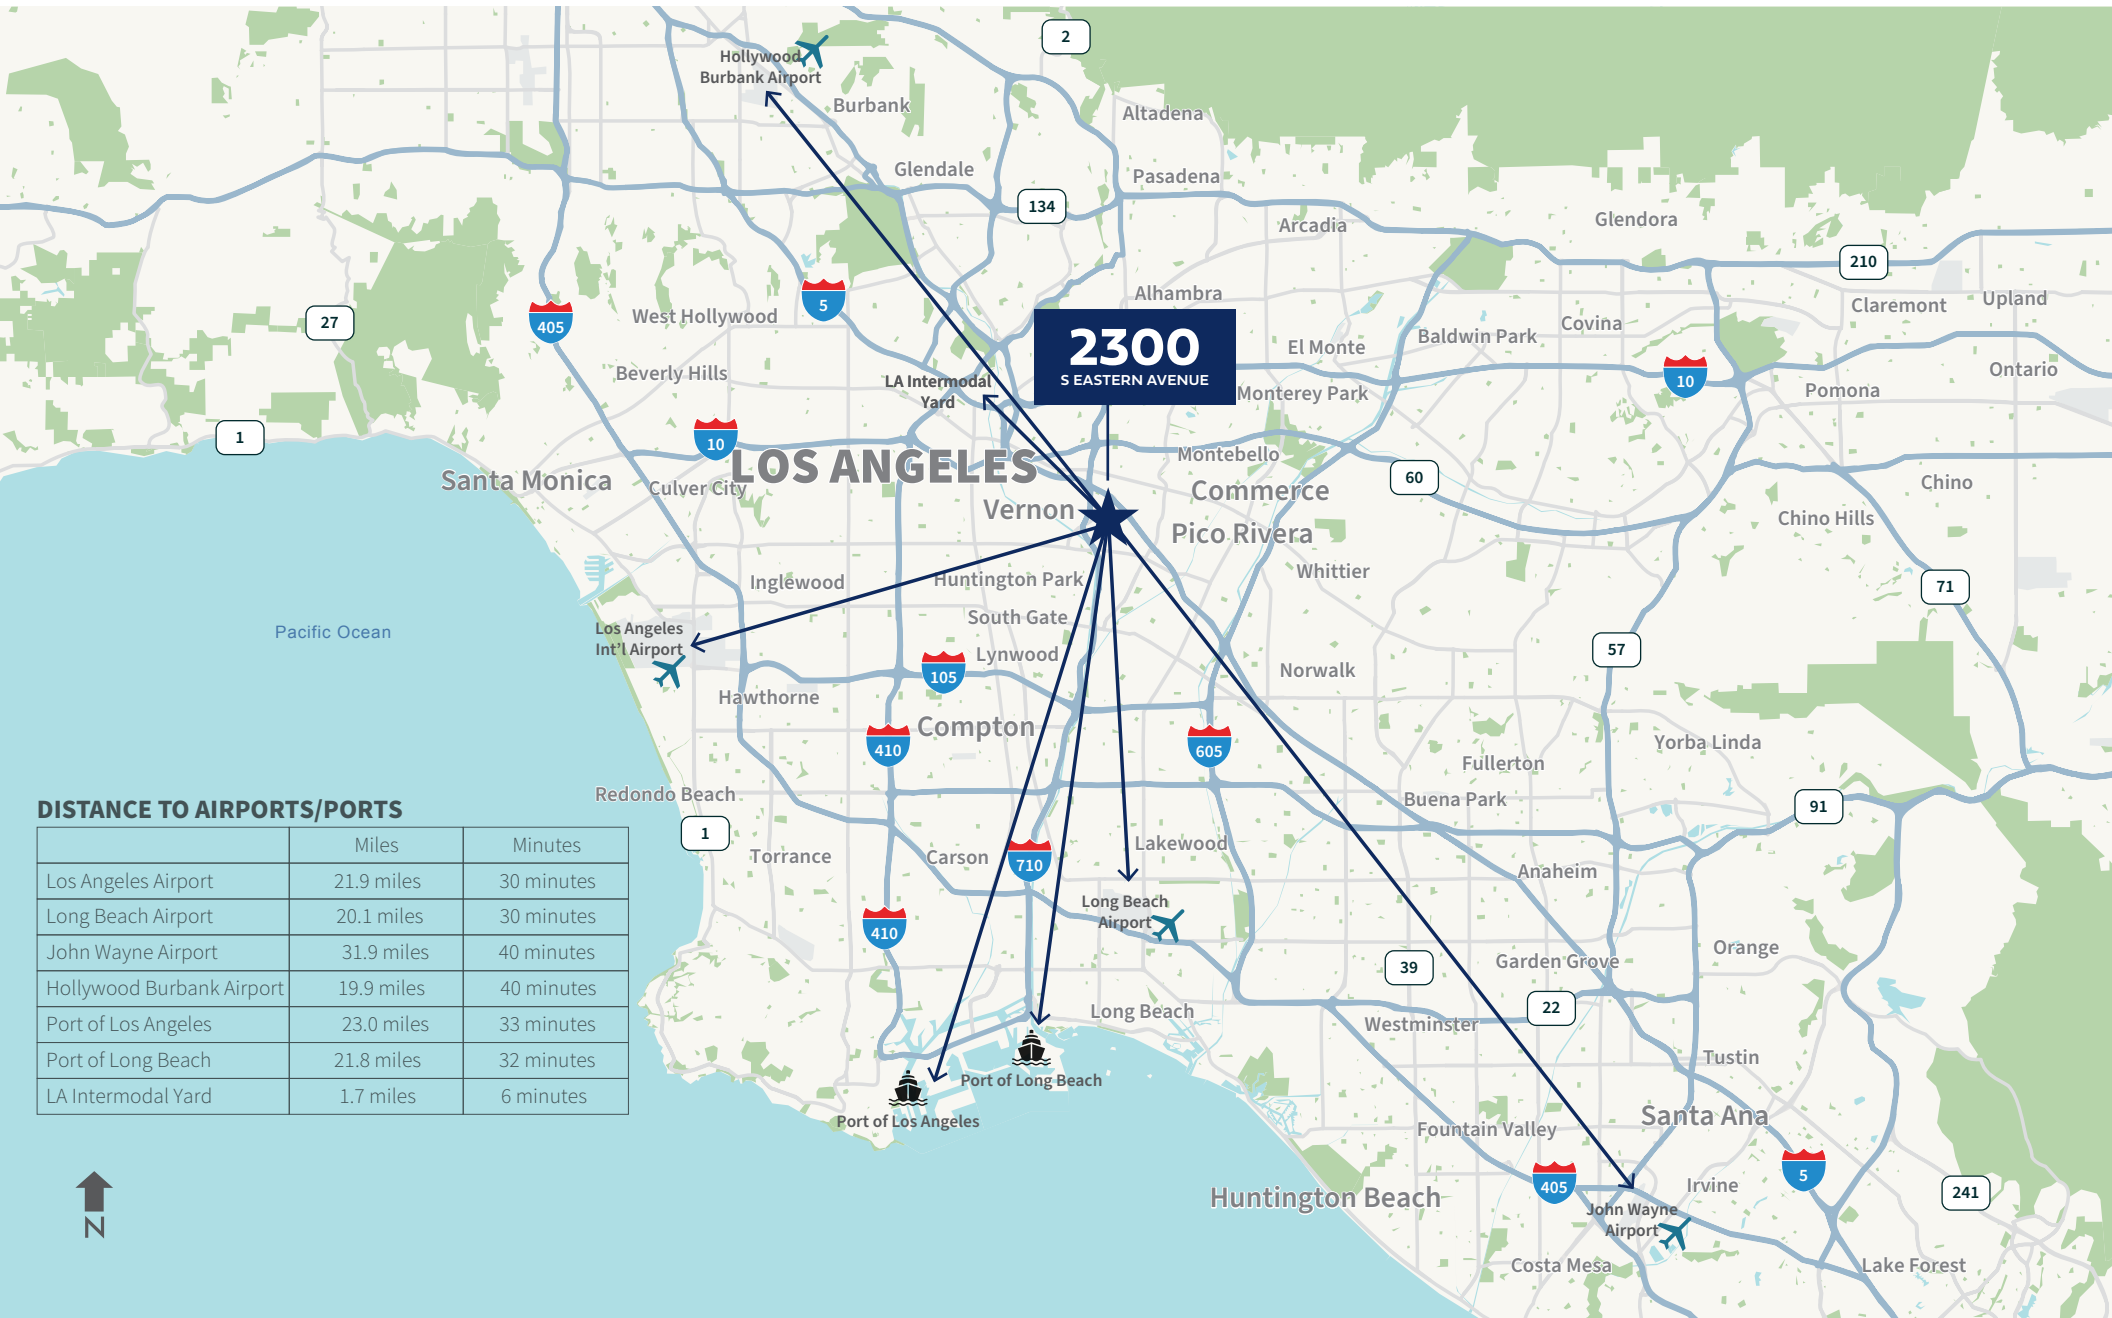 Hollywood
Burbank Airport
2
Burbank
Altadena
Glendale
Pasadena
134
Arcadia
Glendora
210
Alhambra
Claremont
Upland
27
405
West Hollywood
5
2300
S EASTERN AVENUE
El Monte
Baldwin Park
Covina
Beverly Hills
LA Intermodal
Yard
Monterey Park
10
Ontario
Pomona
1
10
LOS ANGELES
Montebello
60
Santa Monica
Culver City
Vernon
Commerce
Pico Rivera
Chino
Chino Hills
Inglewood
Huntington Park
Whittier
71
South Gate
Pacific Ocean
Los Angeles
Int'l Airport
Lynwood
57
105
Norwalk
Hawthorne
Compton
410
605
Yorba Linda
Fullerton
Redondo Beach
Buena Park
91
1
Torrance
Carson
710
Lakewood
Anaheim
Long Beach
Airport
410
39
Garden Grove
Orange
22
Long Beach
Westminster
Port of Long Beach
Tustin
Port of Los Angeles
Fountain Valley
Santa Ana
Huntington Beach
405
Irvine
5
241
John Wayne
Airport
Costa Mesa
Lake Forest
DISTANCE TO AIRPORTS/PORTS
Miles Minutes
Los Angeles Airport 21.9 miles 30 minutes
Long Beach Airport 20.1 miles 30 minutes
John Wayne Airport 31.9 miles 40 minutes
Hollywood Burbank Airport 19.9 miles 40 minutes
Port of Los Angeles 23.0 miles 33 minutes
Port of Long Beach 21.8 miles 32 minutes
LA Intermodal Yard 1.7 miles 6 minutes
N